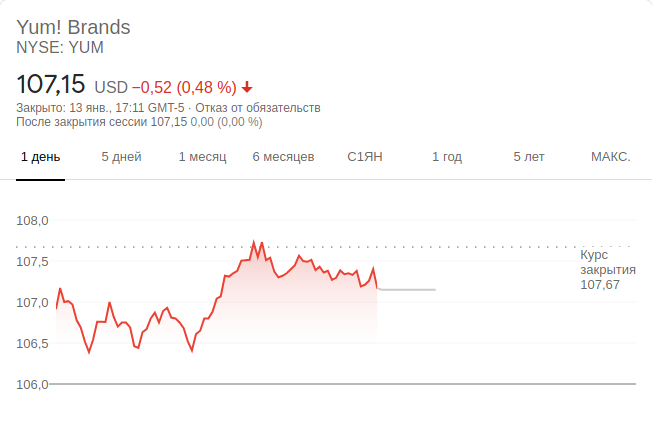 Yum! Brands
NYSE: YUM
107,15 USD −0,52 (0,48 %)
Закрыто: 13 янв., 17:11 GMT-5 · Отказ от обязательств
После закрытия сессии 107,15 0,00 (0,00 %)
1 день 5 дней 1 месяц 6 месяцев С1ЯН 1 год 5 лет МАКС.
108,0
107,5
107,0
106,5
106,0
Курс
закрытия
107,67